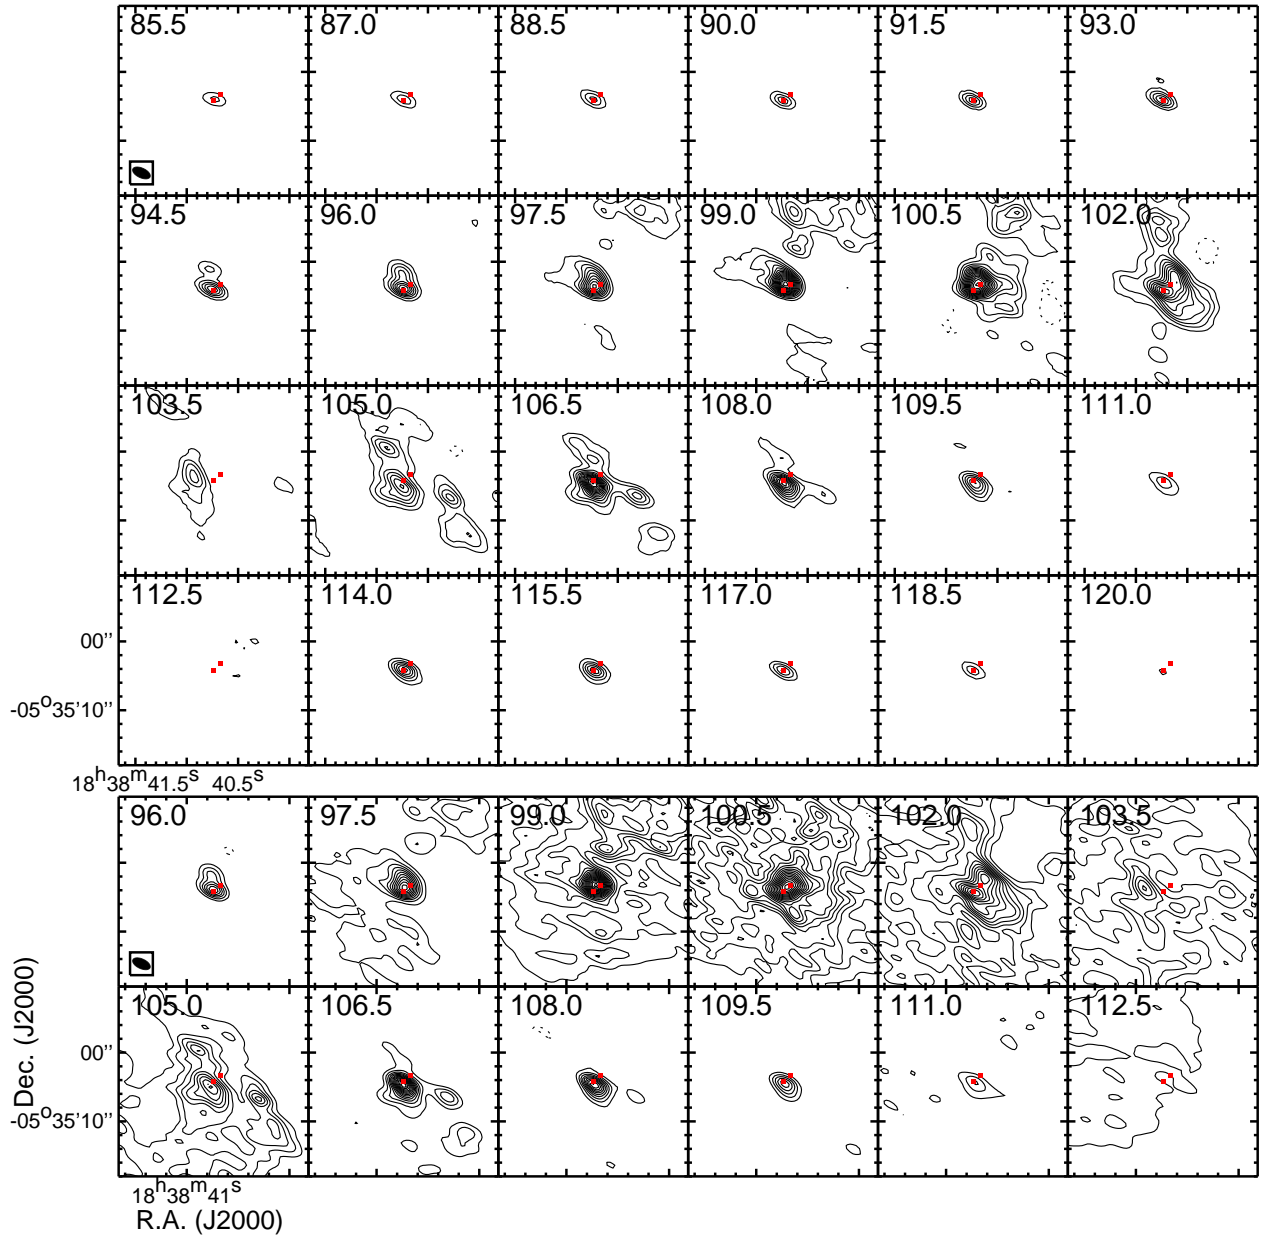 85.5 87.0 88.5 90.0 91.5 93.0
94.5 96.0 97.5 99.0 100.5 102.0
103.5 105.0 106.5 108.0 109.5 111.0
112.5 114.0 115.5 117.0 118.5 120.0
00’’
-05o35’10’’
18h38m41.5s 40.5s
96.0 97.5 99.0 100.5 102.0 103.5
105.0 106.5 108.0 109.5 111.0 112.5
00’’
-05o35’10’’
Dec. (J2000)
18h38m41s
R.A. (J2000)